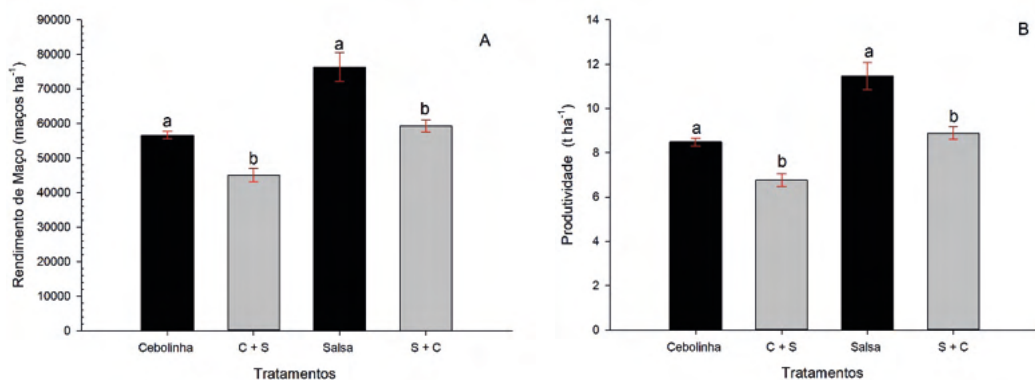 A
Rendimento de Maço (maços ha⁻¹)
90000
80000
70000
60000
50000
40000
30000
20000
10000
0
a
b
a
b
Cebolinha
C + S
Salsa
S + C
Tratamentos
B
Produtividade (t ha⁻¹)
14
12
10
8
6
4
2
0
a
b
a
b
Cebolinha
C + S
Salsa
S + C
Tratamentos